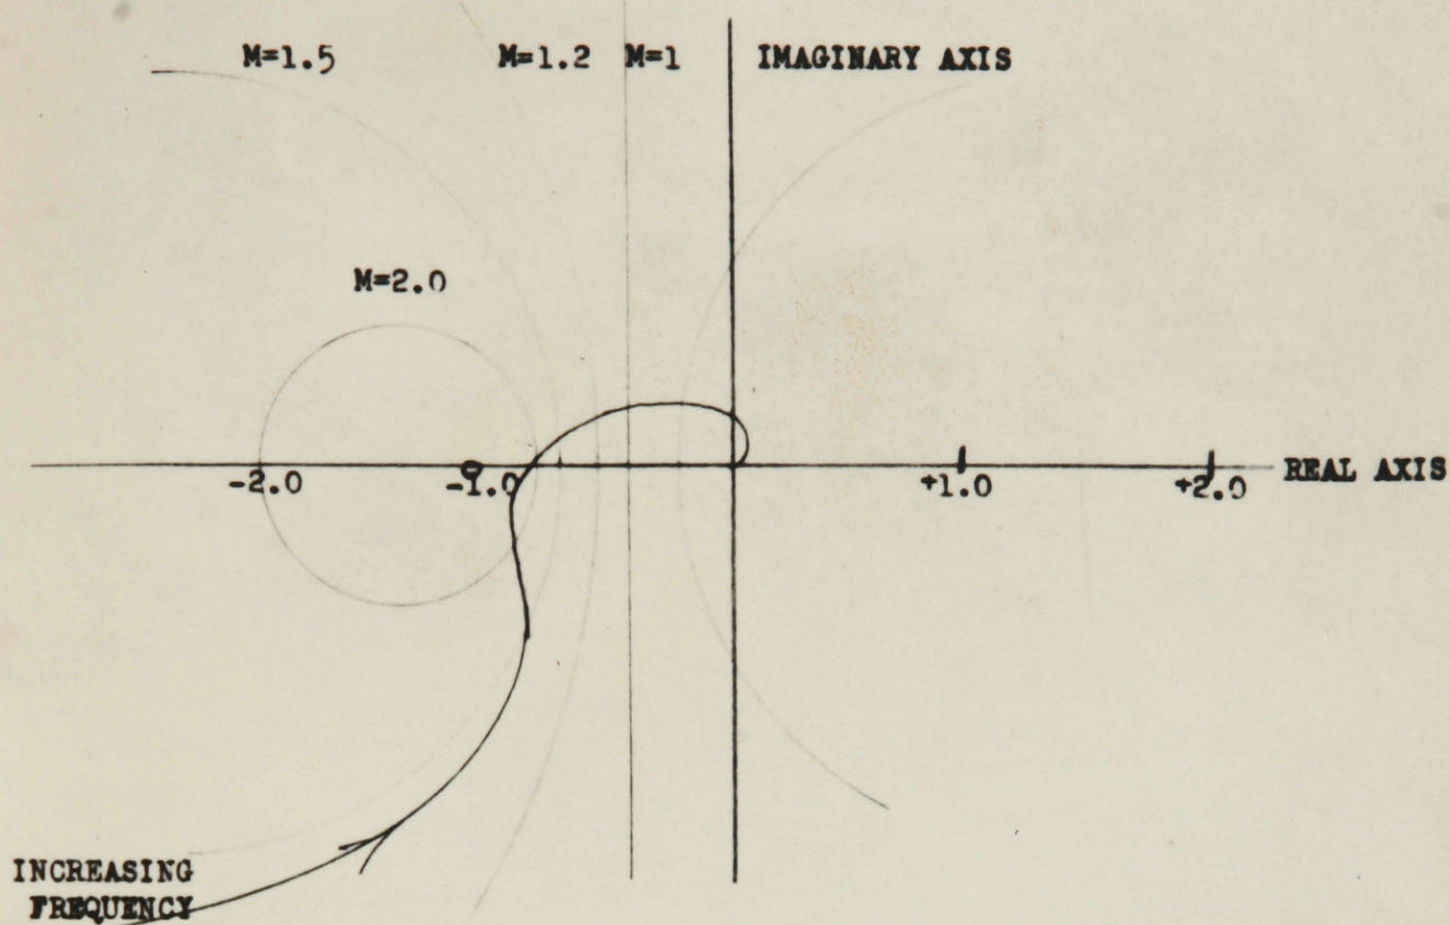 M=1.5 M=1.2 M=1 IMAGINARY AXIS
M=2.0
-2.0 -1.0 +1.0 +2.0 REAL AXIS
INCREASING
FREQUENCY